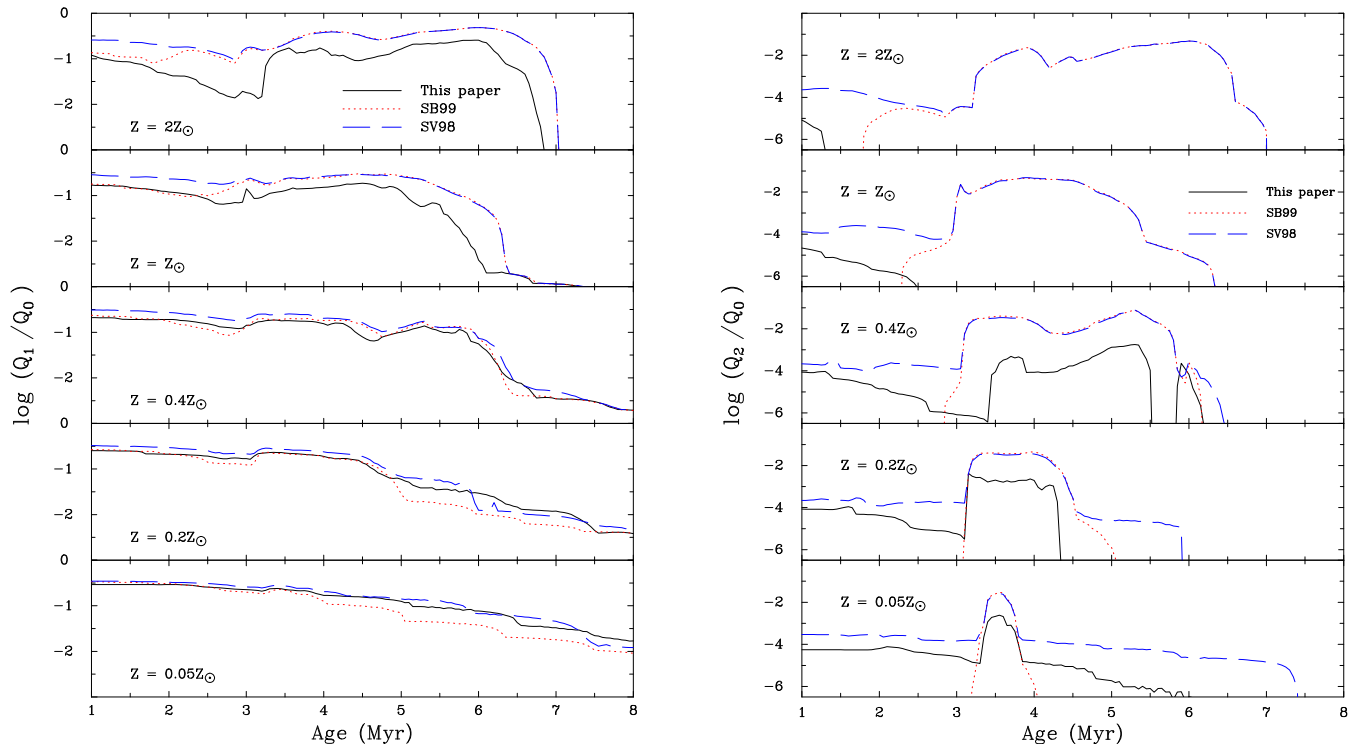 0
-1
-2
Z = 2Z⊙
This paper
SB99
SV98
0
-1
-2
Z = Z⊙
0
-1
-2
Z = 0.4Z⊙
0
-1
-2
Z = 0.2Z⊙
0
-1
-2
Z = 0.05Z⊙
log (Q1 /Q0)
1 2 3 4 5 6 7 8
Age (Myr)
-2
-4
-6
Z = 2Z⊙
-2
-4
-6
Z = Z⊙
This paper
SB99
SV98
-2
-4
-6
Z = 0.4Z⊙
-2
-4
-6
Z = 0.2Z⊙
-2
-4
-6
Z = 0.05Z⊙
log (Q2 /Q0)
1 2 3 4 5 6 7 8
Age (Myr)